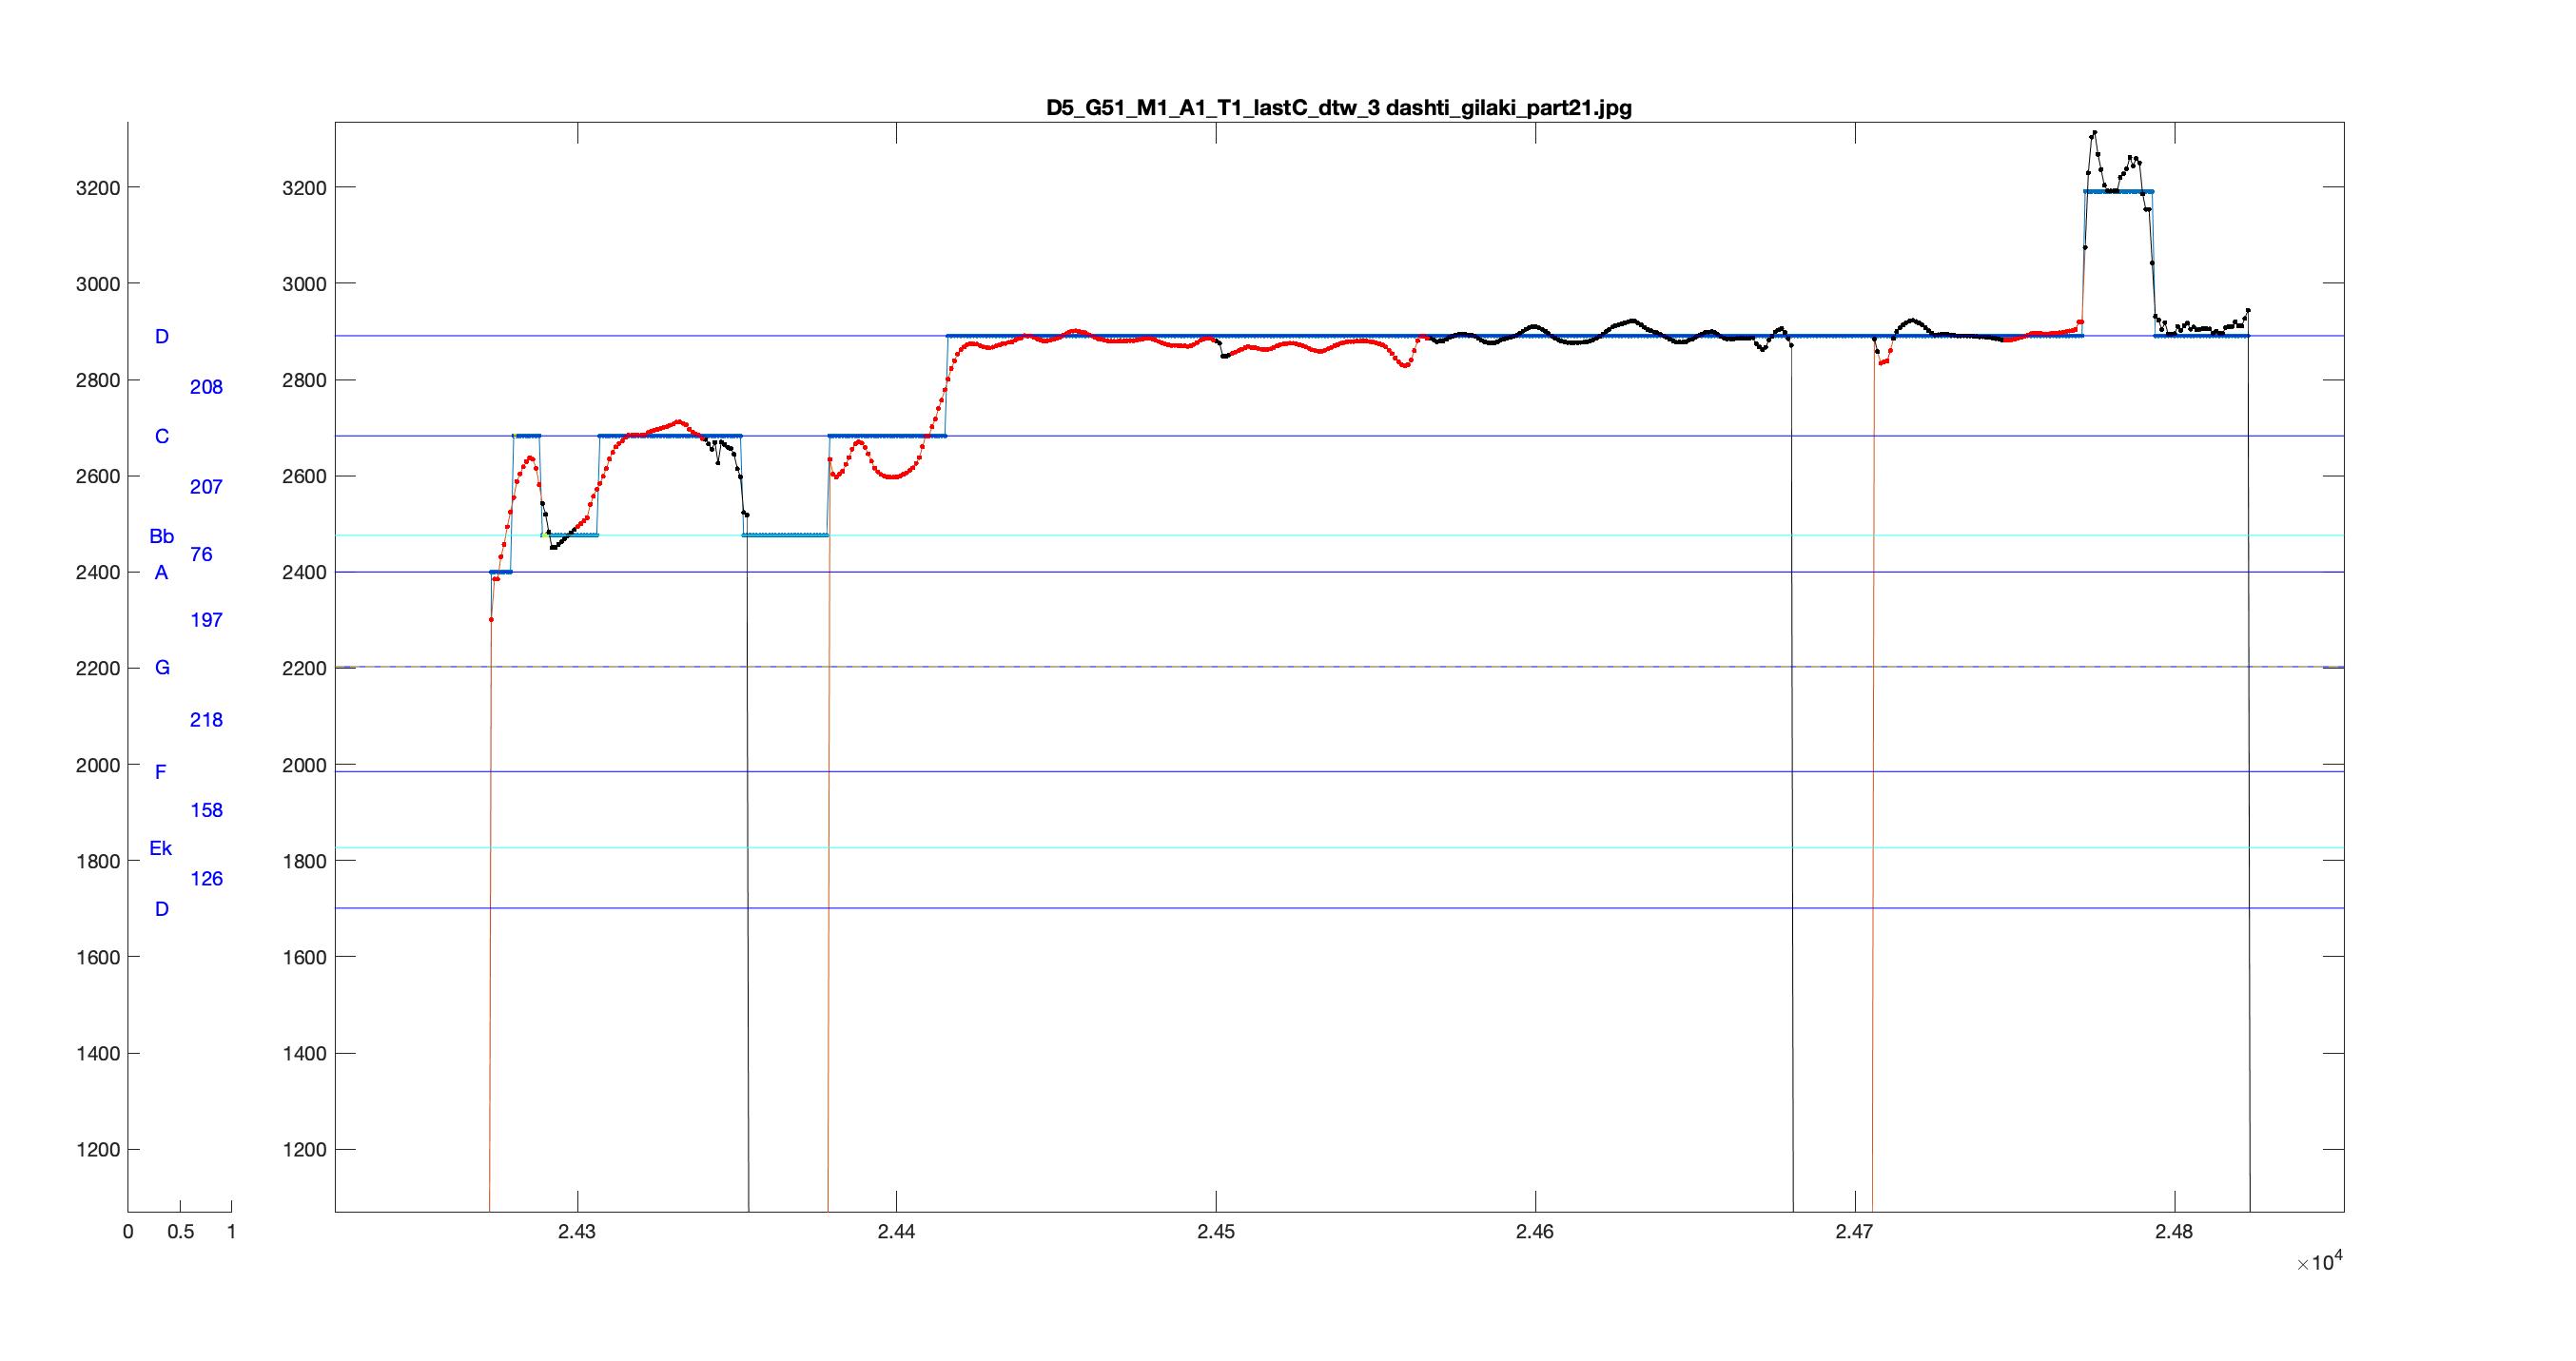 D5_G51_M1_A1_T1_lastC_dtw_3 dashti_gilaki_part21.jpg
3200 3200
3000 3000
D
208
2800 2800
C
207
2600 2600
Bb
76
2400 A 2400
197
2200 G 2200
218
2000 F 2000
158
1800 Ek 1800
126
D
1600 1600
1400 1400
1200 1200
0 0.5 1 2.43 2.44 2.45 2.46 2.47 2.48
×10^4